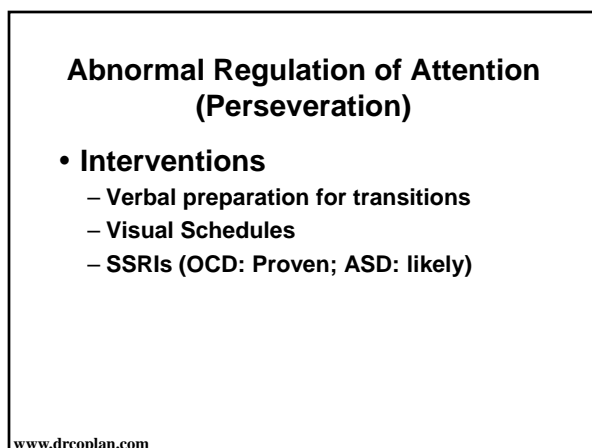 Abnormal Regulation of Attention
(Perseveration)
• Interventions
– Verbal preparation for transitions
– Visual Schedules
– SSRIs (OCD: Proven; ASD: likely)
www.drcoplan.com